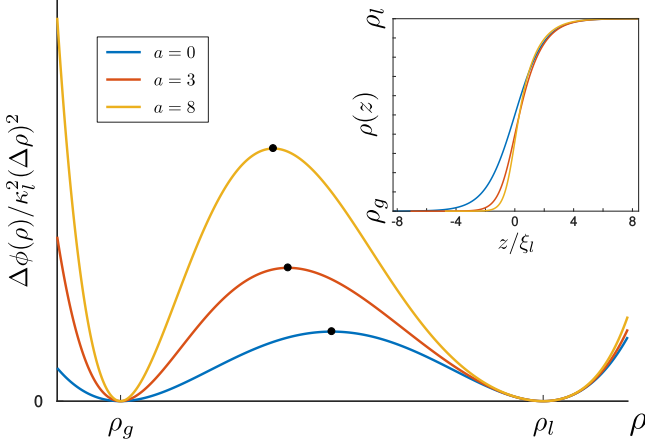 Δϕ(ρ)/κ_l^2(Δρ)^2
a = 0
a = 3
a = 8
0
ρ_g
ρ_l
ρ
ρ_l
ρ(z)
ρ_g
-8 -4 0 4 8
z/ξ_l